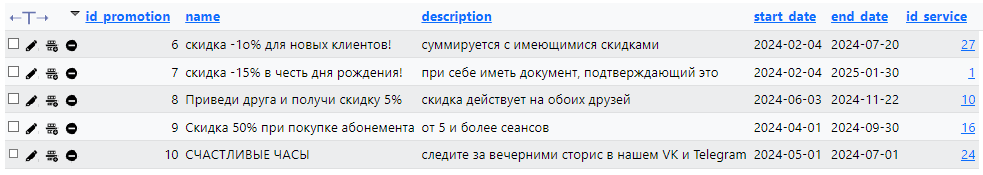 ←T→ id_promotion name description start_date end_date id_service
6 скидка -1о% для новых клиентов! суммируется с имеющимися скидками 2024-02-04 2024-07-20 27
7 скидка -15% в честь дня рождения! при себе иметь документ, подтверждающий это 2024-02-04 2025-01-30 1
8 Приведи друга и получи скидку 5% скидка действует на обоих друзей 2024-06-03 2024-11-22 10
9 Скидка 50% при покупке абонемента от 5 и более сеансов 2024-04-01 2024-09-30 16
10 СЧАСТЛИВЫЕ ЧАСЫ следите за вечерними сторис в нашем VK и Telegram 2024-05-01 2024-07-01 24